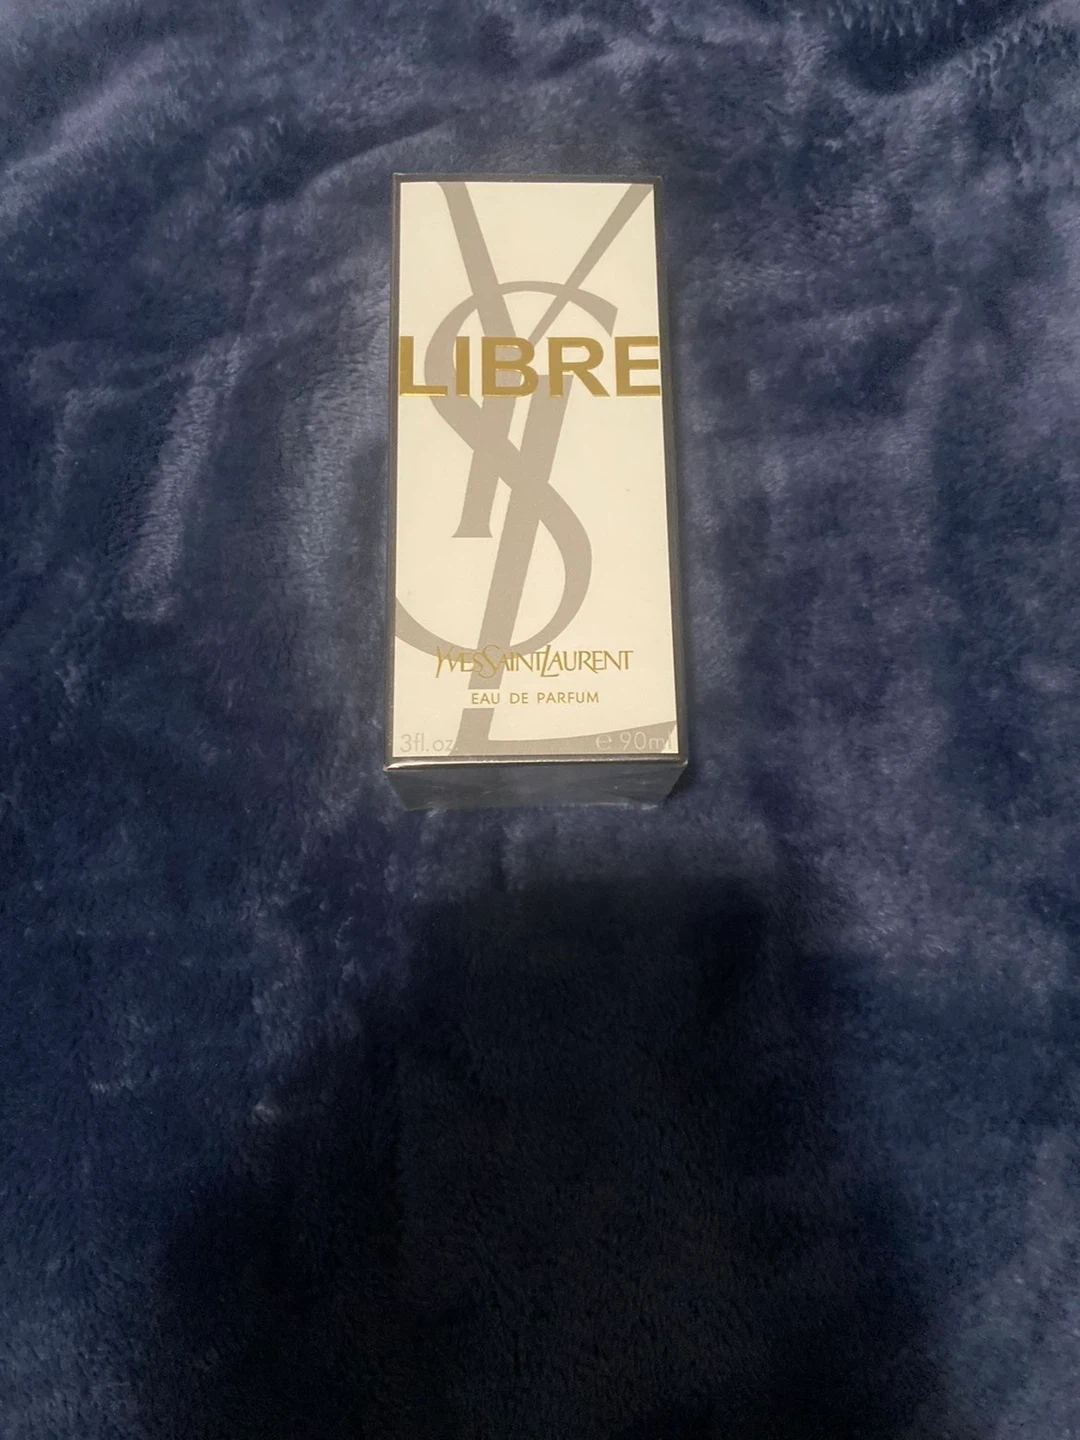 LIBRE
YVESSAINTLAURENT
EAU DE PARFUM
3fl.oz. ℮ 90ml